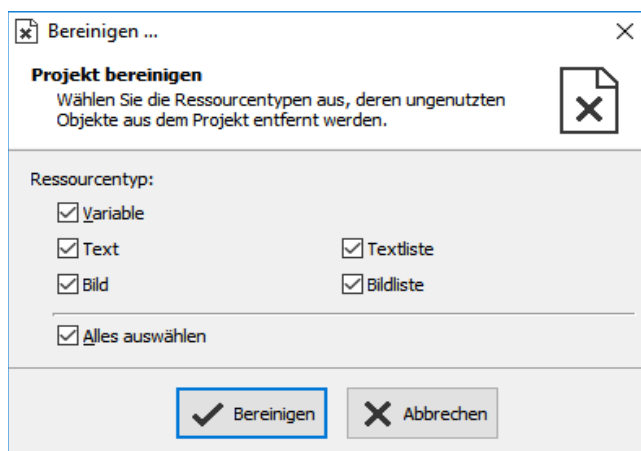 Bereinigen ...
Projekt bereinigen
Wählen Sie die Ressourcentypen aus, deren ungenutzten
Objekte aus dem Projekt entfernt werden.
Ressourcentyp:
Variable
Text
Textliste
Bild
Bildliste
Alles auswählen
Bereinigen
Abbrechen